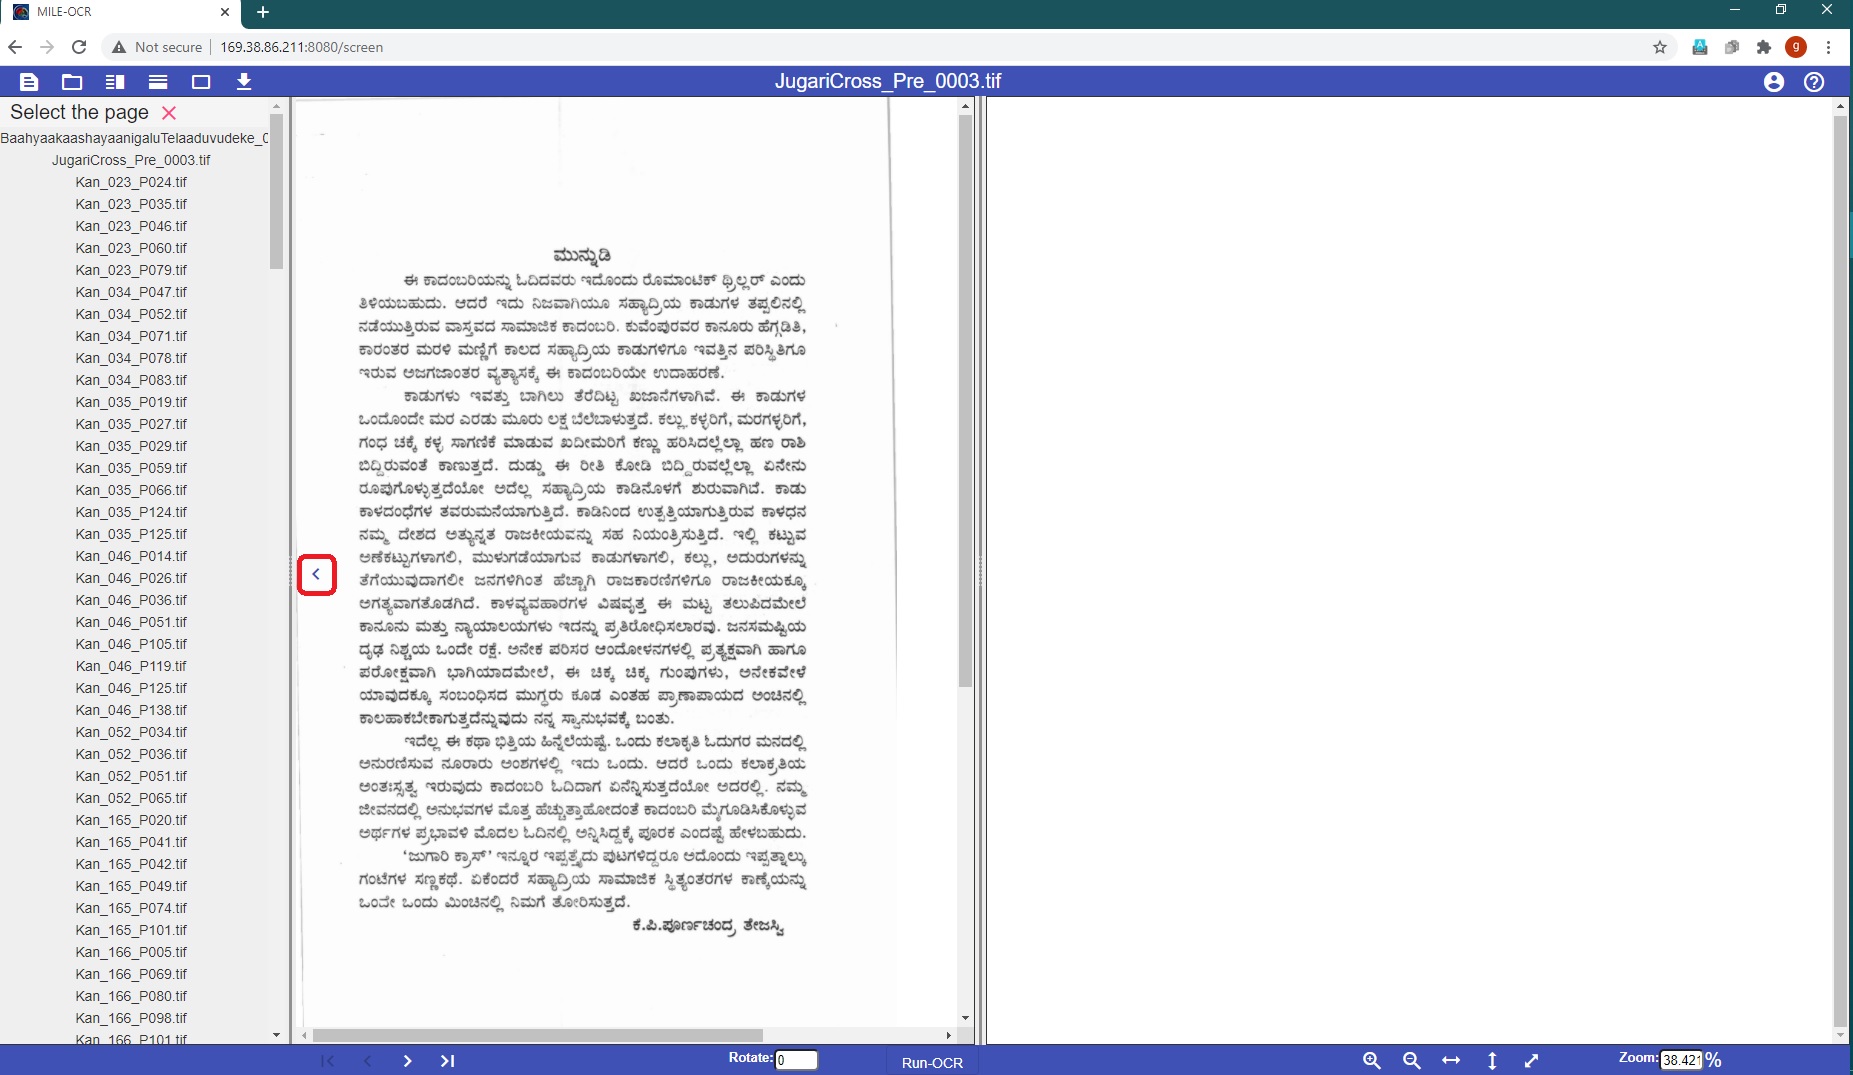 MILE-OCR
Not secure
169.38.86.211:8080/screen
g
JugariCross_Pre_0003.tif
Select the page
BaahyaakaashayaanigaluTelaaduvudeke_0
JugariCross_Pre_0003.tif
Kan_023_P024.tif
Kan_023_P035.tif
Kan_023_P046.tif
Kan_023_P060.tif
Kan_023_P079.tif
Kan_034_P047.tif
Kan_034_P052.tif
Kan_034_P071.tif
Kan_034_P078.tif
Kan_034_P083.tif
Kan_035_P019.tif
Kan_035_P027.tif
Kan_035_P029.tif
Kan_035_P059.tif
Kan_035_P066.tif
Kan_035_P124.tif
Kan_035_P125.tif
Kan_046_P014.tif
Kan_046_P026.tif
Kan_046_P036.tif
Kan_046_P051.tif
Kan_046_P105.tif
Kan_046_P119.tif
Kan_046_P125.tif
Kan_046_P138.tif
Kan_052_P034.tif
Kan_052_P036.tif
Kan_052_P051.tif
Kan_052_P065.tif
Kan_165_P020.tif
Kan_165_P041.tif
Kan_165_P042.tif
Kan_165_P049.tif
Kan_165_P074.tif
Kan_165_P101.tif
Kan_166_P005.tif
Kan_166_P069.tif
Kan_166_P080.tif
Kan_166_P098.tif
Kan_166_P101.tif
ಮುನ್ನುಡಿ
ಈ ಕಾದಂಬರಿಯನ್ನು ಓದಿದವರು ಇದೊಂದು ರೊಮಾಂಟಿಕ್ ಥ್ರಿಲ್ಲರ್ ಎಂದು
ತಿಳಿಯಬಹುದು. ಆದರೆ ಇದು ನಿಜವಾಗಿಯೂ ಸಹ್ಯಾದ್ರಿಯ ಕಾಡುಗಳ ತಪ್ಪಲಿನಲ್ಲಿ
ನಡೆಯುತ್ತಿರುವ ವಾಸ್ತವದ ಸಾಮಾಜಿಕ ಕಾದಂಬರಿ. ಕುವೆಂಪುರವರ ಕಾನೂರು ಹೆಗ್ಗಡಿತಿ,
ಕಾರಂತರ ಮರಳಿ ಮಣ್ಣಿಗೆ ಕಾಲದ ಸಹ್ಯಾದ್ರಿಯ ಕಾಡುಗಳಿಗೂ ಇವತ್ತಿನ ಪರಿಸ್ಥಿತಿಗೂ
ಇರುವ ಅಜಗಜಾಂತರ ವ್ಯತ್ಯಾಸಕ್ಕೆ ಈ ಕಾದಂಬರಿಯೇ ಉದಾಹರಣೆ.
ಕಾಡುಗಳು ಇವತ್ತು ಬಾಗಿಲು ತೆರೆದಿಟ್ಟ ಖಜಾನೆಗಳಾಗಿವೆ. ಈ ಕಾಡುಗಳ
ಒಂದೊಂದೇ ಮರ ಎರಡು ಮೂರು ಲಕ್ಷ ಬೆಲೆಬಾಳುತ್ತದೆ. ಕಲ್ಲು ಕಳ್ಳರಿಗೆ, ಮರಗಳ್ಳರಿಗೆ,
ಗಂಧ ಚಕ್ಕೆ ಕಳ್ಳ ಸಾಗಣಿಕೆ ಮಾಡುವ ಖದೀಮರಿಗೆ ಕಣ್ಣು ಹರಿಸಿದಲ್ಲೆಲ್ಲಾ ಹಣ ರಾಶಿ
ಬಿದ್ದಿರುವಂತೆ ಕಾಣುತ್ತದೆ. ದುಡ್ಡು ಈ ರೀತಿ ಕೋಡಿ ಬಿದ್ದಿರುವಲ್ಲೆಲ್ಲಾ ಏನೇನು
ರೂಪುಗೊಳ್ಳುತ್ತದೆಯೋ ಅದೆಲ್ಲ ಸಹ್ಯಾದ್ರಿಯ ಕಾಡಿನೊಳಗೆ ಶುರುವಾಗಿದೆ. ಕಾಡು
ಕಾಳದಂಧೆಗಳ ತವರುಮನೆಯಾಗುತ್ತಿದೆ. ಕಾಡಿನಿಂದ ಉತ್ಪತ್ತಿಯಾಗುತ್ತಿರುವ ಕಾಳಧನ
ನಮ್ಮ ದೇಶದ ಅತ್ಯುನ್ನತ ರಾಜಕೀಯವನ್ನು ಸಹ ನಿಯಂತ್ರಿಸುತ್ತಿದೆ. ಇಲ್ಲಿ ಕಟ್ಟುವ
ಅಣೆಕಟ್ಟುಗಳಾಗಲಿ, ಮುಳುಗಡೆಯಾಗುವ ಕಾಡುಗಳಾಗಲಿ, ಕಲ್ಲು, ಅದುರುಗಳನ್ನು
ತೆಗೆಯುವುದಾಗಲೀ ಜನಗಳಿಗಿಂತ ಹೆಚ್ಚಾಗಿ ರಾಜಕಾರಣಿಗಳಿಗೂ ರಾಜಕೀಯಕ್ಕೂ
ಅಗತ್ಯವಾಗತೊಡಗಿದೆ. ಕಾಳವ್ಯವಹಾರಗಳ ವಿಷವೃತ್ತ ಈ ಮಟ್ಟ ತಲುಪಿದಮೇಲೆ
ಕಾನೂನು ಮತ್ತು ನ್ಯಾಯಾಲಯಗಳು ಇದನ್ನು ಪ್ರತಿರೋಧಿಸಲಾರವು. ಜನಸಮಷ್ಟಿಯ
ದೃಢ ನಿಶ್ಚಯ ಒಂದೇ ರಕ್ಷೆ. ಅನೇಕ ಪರಿಸರ ಆಂದೋಳನಗಳಲ್ಲಿ ಪ್ರತ್ಯಕ್ಷವಾಗಿ ಹಾಗೂ
ಪರೋಕ್ಷವಾಗಿ ಭಾಗಿಯಾದಮೇಲೆ, ಈ ಚಿಕ್ಕ ಚಿಕ್ಕ ಗುಂಪುಗಳು, ಅನೇಕವೇಳೆ
ಯಾವುದಕ್ಕೂ ಸಂಬಂಧಿಸದ ಮುಗ್ಧರು ಕೂಡ ಎಂತಹ ಪ್ರಾಣಾಪಾಯದ ಅಂಚಿನಲ್ಲಿ
ಕಾಲಹಾಕಬೇಕಾಗುತ್ತದೆನ್ನುವುದು ನನ್ನ ಸ್ವಾನುಭವಕ್ಕೆ ಬಂತು.
ಇದೆಲ್ಲ ಈ ಕಥಾ ಭಿತ್ತಿಯ ಹಿನ್ನೆಲೆಯಷ್ಟೆ. ಒಂದು ಕಲಾಕೃತಿ ಓದುಗರ ಮನದಲ್ಲಿ
ಅನುರಣಿಸುವ ನೂರಾರು ಅಂಶಗಳಲ್ಲಿ ಇದು ಒಂದು. ಆದರೆ ಒಂದು ಕಲಾಕೃತಿಯ
ಅಂತಃಸ್ಸತ್ವ ಇರುವುದು ಕಾದಂಬರಿ ಓದಿದಾಗ ಏನೆನ್ನಿಸುತ್ತದೆಯೋ ಅದರಲ್ಲಿ. ನಮ್ಮ
ಜೀವನದಲ್ಲಿ ಅನುಭವಗಳ ಮೊತ್ತ ಹೆಚ್ಚುತ್ತಾಹೋದಂತೆ ಕಾದಂಬರಿ ಮೈಗೂಡಿಸಿಕೊಳ್ಳುವ
ಅರ್ಥಗಳ ಪ್ರಭಾವಳಿ ಮೊದಲ ಓದಿನಲ್ಲಿ ಅನ್ನಿಸಿದ್ದಕ್ಕೆ ಪೂರಕ ಎಂದಷ್ಟೆ ಹೇಳಬಹುದು.
‘ಜುಗಾರಿ ಕ್ರಾಸ್’ ಇನ್ನೂರ ಇಪ್ಪತ್ತೈದು ಪುಟಗಳಿದ್ದರೂ ಅದೊಂದು ಇಪ್ಪತ್ನಾಲ್ಕು
ಗಂಟೆಗಳ ಸಣ್ಣಕಥೆ. ಏಕೆಂದರೆ ಸಹ್ಯಾದ್ರಿಯ ಸಾಮಾಜಿಕ ಸ್ಥಿತ್ಯಂತರಗಳ ಕಾಣ್ಕೆಯನ್ನು
ಒಂದೇ ಒಂದು ಮಿಂಚಿನಲ್ಲಿ ನಿಮಗೆ ತೋರಿಸುತ್ತದೆ.
ಕೆ.ಪಿ.ಪೂರ್ಣಚಂದ್ರ ತೇಜಸ್ವಿ
Rotate: 0
Run-OCR
Zoom: 38.421 %